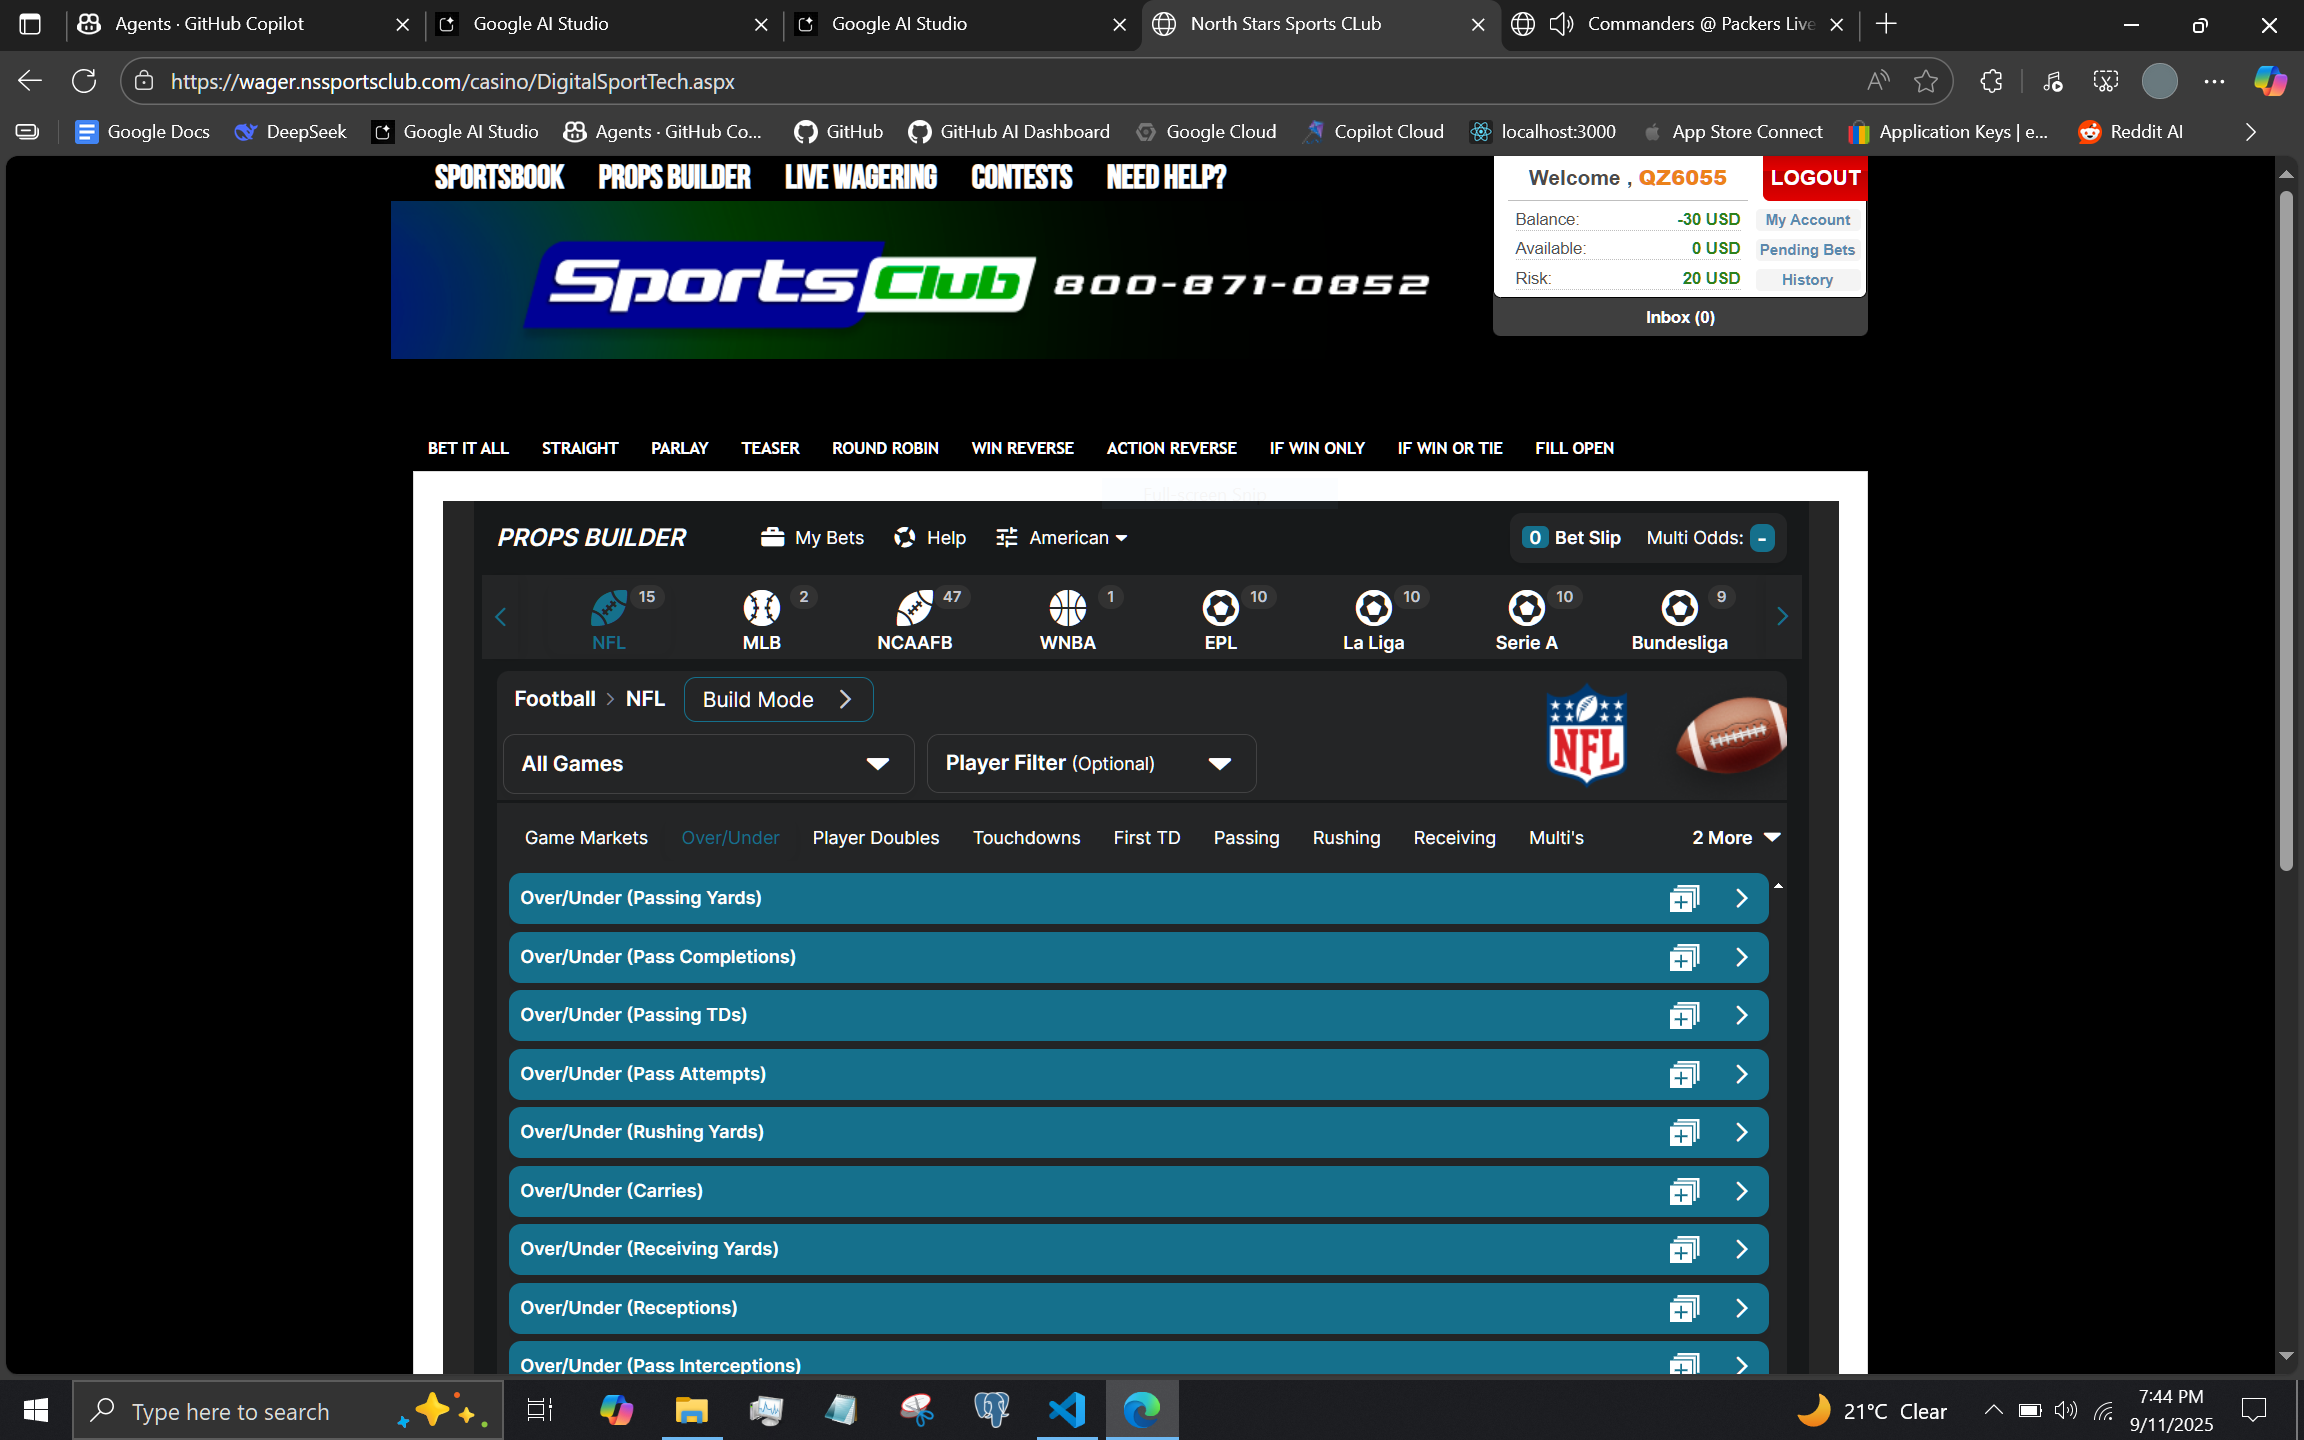 Agents · GitHub Copilot
Google AI Studio
Google AI Studio
North Stars Sports CLub
Commanders @ Packers Live
https://wager.nssportsclub.com/casino/DigitalSportTech.aspx
Google Docs
DeepSeek
Google AI Studio
Agents · GitHub Co...
GitHub
GitHub AI Dashboard
Google Cloud
Copilot Cloud
localhost:3000
App Store Connect
Application Keys | e...
Reddit AI
SPORTSBOOK PROPS BUILDER LIVE WAGERING CONTESTS NEED HELP?
Welcome , QZ6055
LOGOUT
Balance: -30 USD My Account
Available: 0 USD Pending Bets
Risk: 20 USD History
Inbox (0)
Sports Club 800-871-0852
BET IT ALL STRAIGHT PARLAY TEASER ROUND ROBIN WIN REVERSE ACTION REVERSE IF WIN ONLY IF WIN OR TIE FILL OPEN
Full-screen Snip
PROPS BUILDER My Bets Help American 0 Bet Slip Multi Odds: -
15 2 47 1 10 10 10 9
NFL MLB NCAAFB WNBA EPL La Liga Serie A Bundesliga
Football > NFL Build Mode
NFL
All Games Player Filter (Optional)
Game Markets Over/Under Player Doubles Touchdowns First TD Passing Rushing Receiving Multi's 2 More
Over/Under (Passing Yards)
Over/Under (Pass Completions)
Over/Under (Passing TDs)
Over/Under (Pass Attempts)
Over/Under (Rushing Yards)
Over/Under (Carries)
Over/Under (Receiving Yards)
Over/Under (Receptions)
Over/Under (Pass Interceptions)
Type here to search
21°C Clear
7:44 PM
9/11/2025